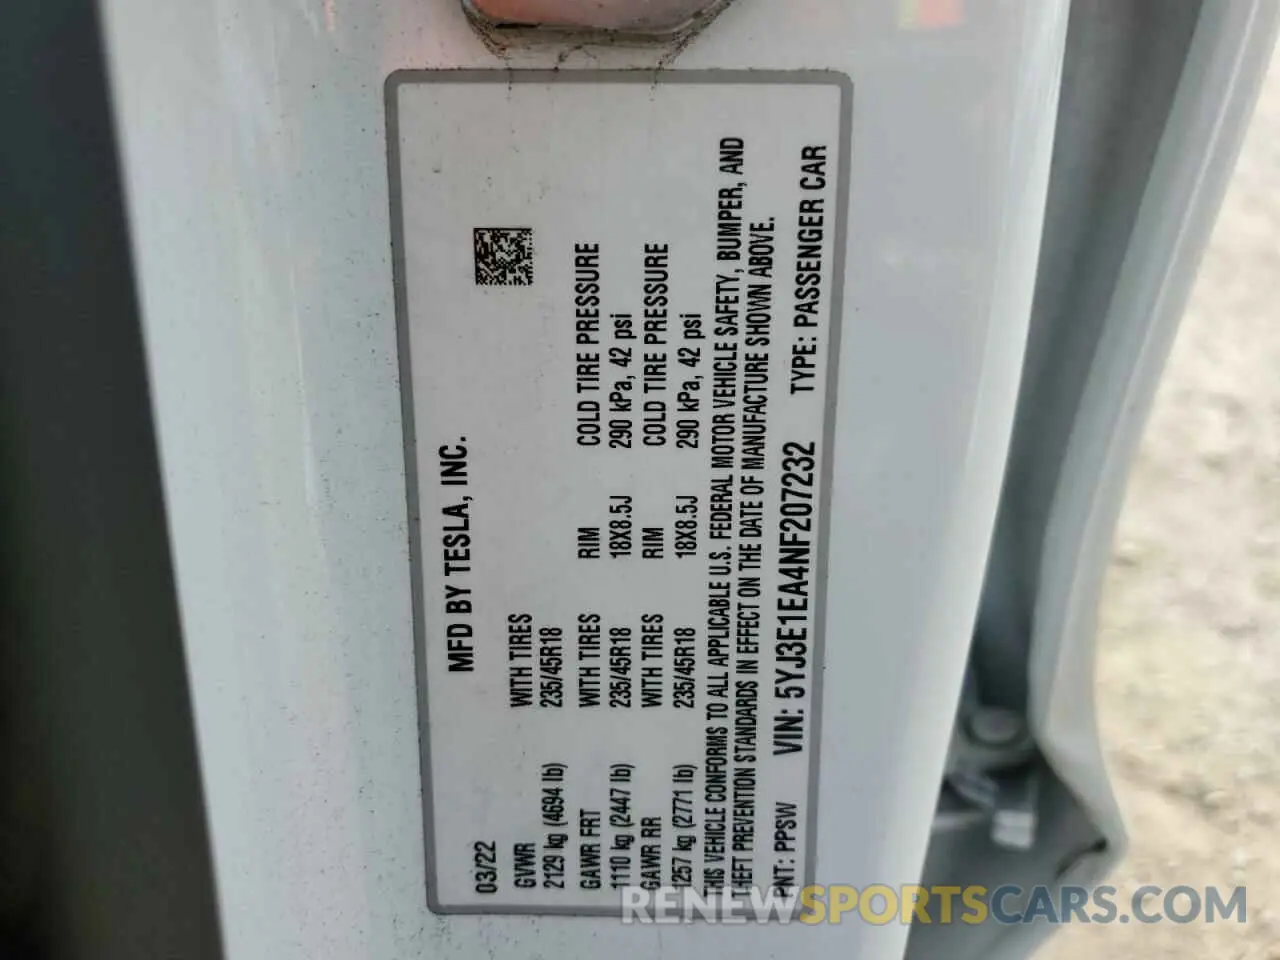 MFD BY TESLA, INC.
03/22
GVWR WITH TIRES
2129 kg (4694 lb) 235/45R18
GAWR FRT WITH TIRES RIM COLD TIRE PRESSURE
1110 kg (2447 lb) 235/45R18 18X8.5J 290 kPa, 42 psi
GAWR RR WITH TIRES RIM COLD TIRE PRESSURE
1257 kg (2771 lb) 235/45R18 18X8.5J 290 kPa, 42 psi
THIS VEHICLE CONFORMS TO ALL APPLICABLE U.S. FEDERAL MOTOR VEHICLE SAFETY, BUMPER, AND
THEFT PREVENTION STANDARDS IN EFFECT ON THE DATE OF MANUFACTURE SHOWN ABOVE.
PNT: PPSW VIN: 5YJ3E1EA4NF207232 TYPE: PASSENGER CAR
RENEWSPORTSCARS.COM